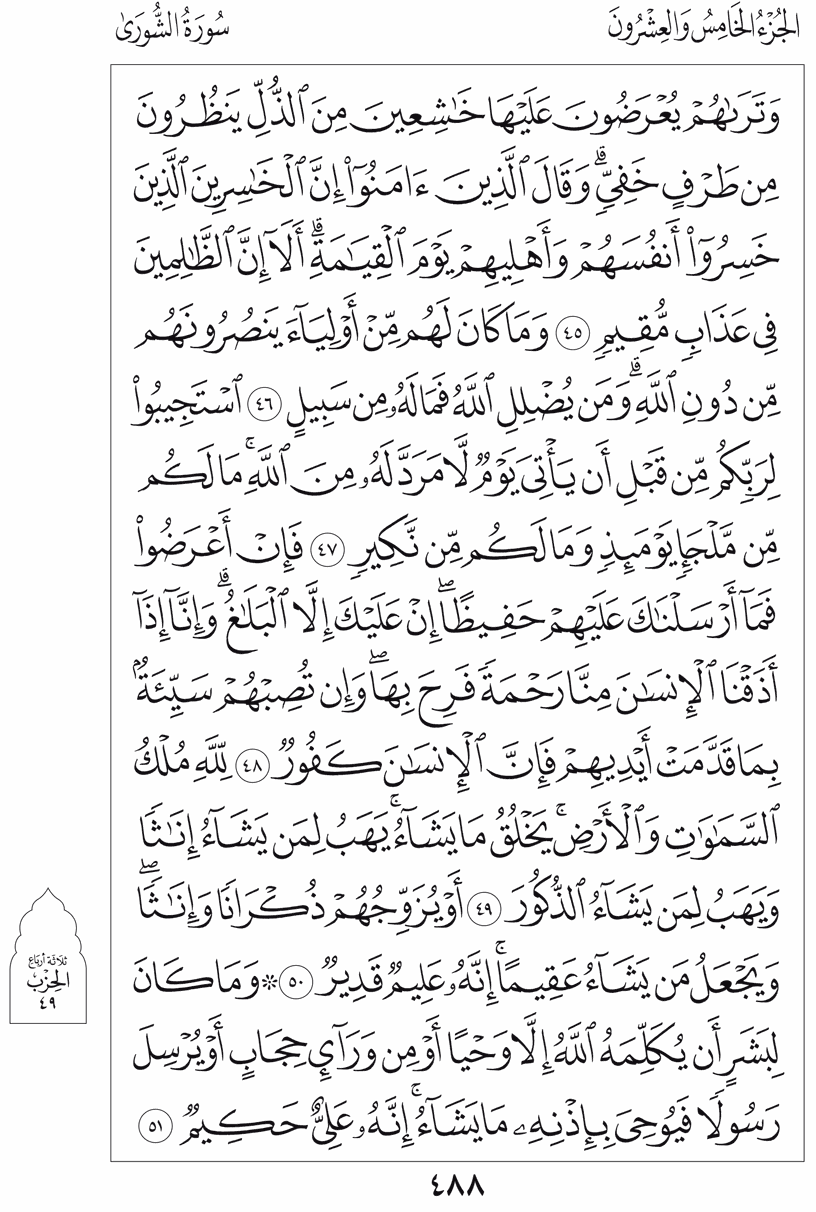 الجُزْءُ الخَامِسُ وَالعِشْرُونَ
سُورَةُ الشُّورَىٰ
وَتَرَىٰهُمْ يُعْرَضُونَ عَلَيْهَا خَٰشِعِينَ مِنَ ٱلذُّلِّ يَنظُرُونَ
مِن طَرْفٍ خَفِيٍّۗ وَقَالَ ٱلَّذِينَ ءَامَنُوٓا۟ إِنَّ ٱلْخَٰسِرِينَ ٱلَّذِينَ
خَسِرُوٓا۟ أَنفُسَهُمْ وَأَهْلِيهِمْ يَوْمَ ٱلْقِيَٰمَةِۗ أَلَآ إِنَّ ٱلظَّٰلِمِينَ
فِى عَذَابٍ مُّقِيمٍ ٤٥ وَمَا كَانَ لَهُم مِّنْ أَوْلِيَآءَ يَنصُرُونَهُم
مِّن دُونِ ٱللَّهِۗ وَمَن يُضْلِلِ ٱللَّهُ فَمَا لَهُۥ مِن سَبِيلٍ ٤٦ ٱسْتَجِيبُوا۟
لِرَبِّكُم مِّن قَبْلِ أَن يَأْتِىَ يَوْمٌ لَّا مَرَدَّ لَهُۥ مِنَ ٱللَّهِۚ مَا لَكُم
مِّن مَّلْجَإٍ يَوْمَئِذٍ وَمَا لَكُم مِّن نَّكِيرٍ ٤٧ فَإِنْ أَعْرَضُوا۟
فَمَآ أَرْسَلْنَٰكَ عَلَيْهِمْ حَفِيظًاۖ إِنْ عَلَيْكَ إِلَّا ٱلْبَلَٰغُۗ وَإِنَّآ إِذَآ
أَذَقْنَا ٱلْإِنسَٰنَ مِنَّا رَحْمَةً فَرِحَ بِهَاۖ وَإِن تُصِبْهُمْ سَيِّئَةٌۢ
بِمَا قَدَّمَتْ أَيْدِيهِمْ فَإِنَّ ٱلْإِنسَٰنَ كَفُورٌ ٤٨ لِّلَّهِ مُلْكُ
ٱلسَّمَٰوَٰتِ وَٱلْأَرْضِۚ يَخْلُقُ مَا يَشَآءُۚ يَهَبُ لِمَن يَشَآءُ إِنَٰثًا
وَيَهَبُ لِمَن يَشَآءُ ٱلذُّكُورَ ٤٩ أَوْ يُزَوِّجُهُمْ ذُكْرَانًا وَإِنَٰثًاۖ
وَيَجْعَلُ مَن يَشَآءُ عَقِيمًاۚ إِنَّهُۥ عَلِيمٌ قَدِيرٌ ٥٠ * وَمَا كَانَ
لِبَشَرٍ أَن يُكَلِّمَهُ ٱللَّهُ إِلَّا وَحْيًا أَوْ مِن وَرَآئِ حِجَابٍ أَوْ يُرْسِلَ
رَسُولًا فَيُوحِىَ بِإِذْنِهِۦ مَا يَشَآءُۚ إِنَّهُۥ عَلِىٌّ حَكِيمٌ ٥١
ثلاثة أرباع
الحِزْب
٤٩
٤٨٨